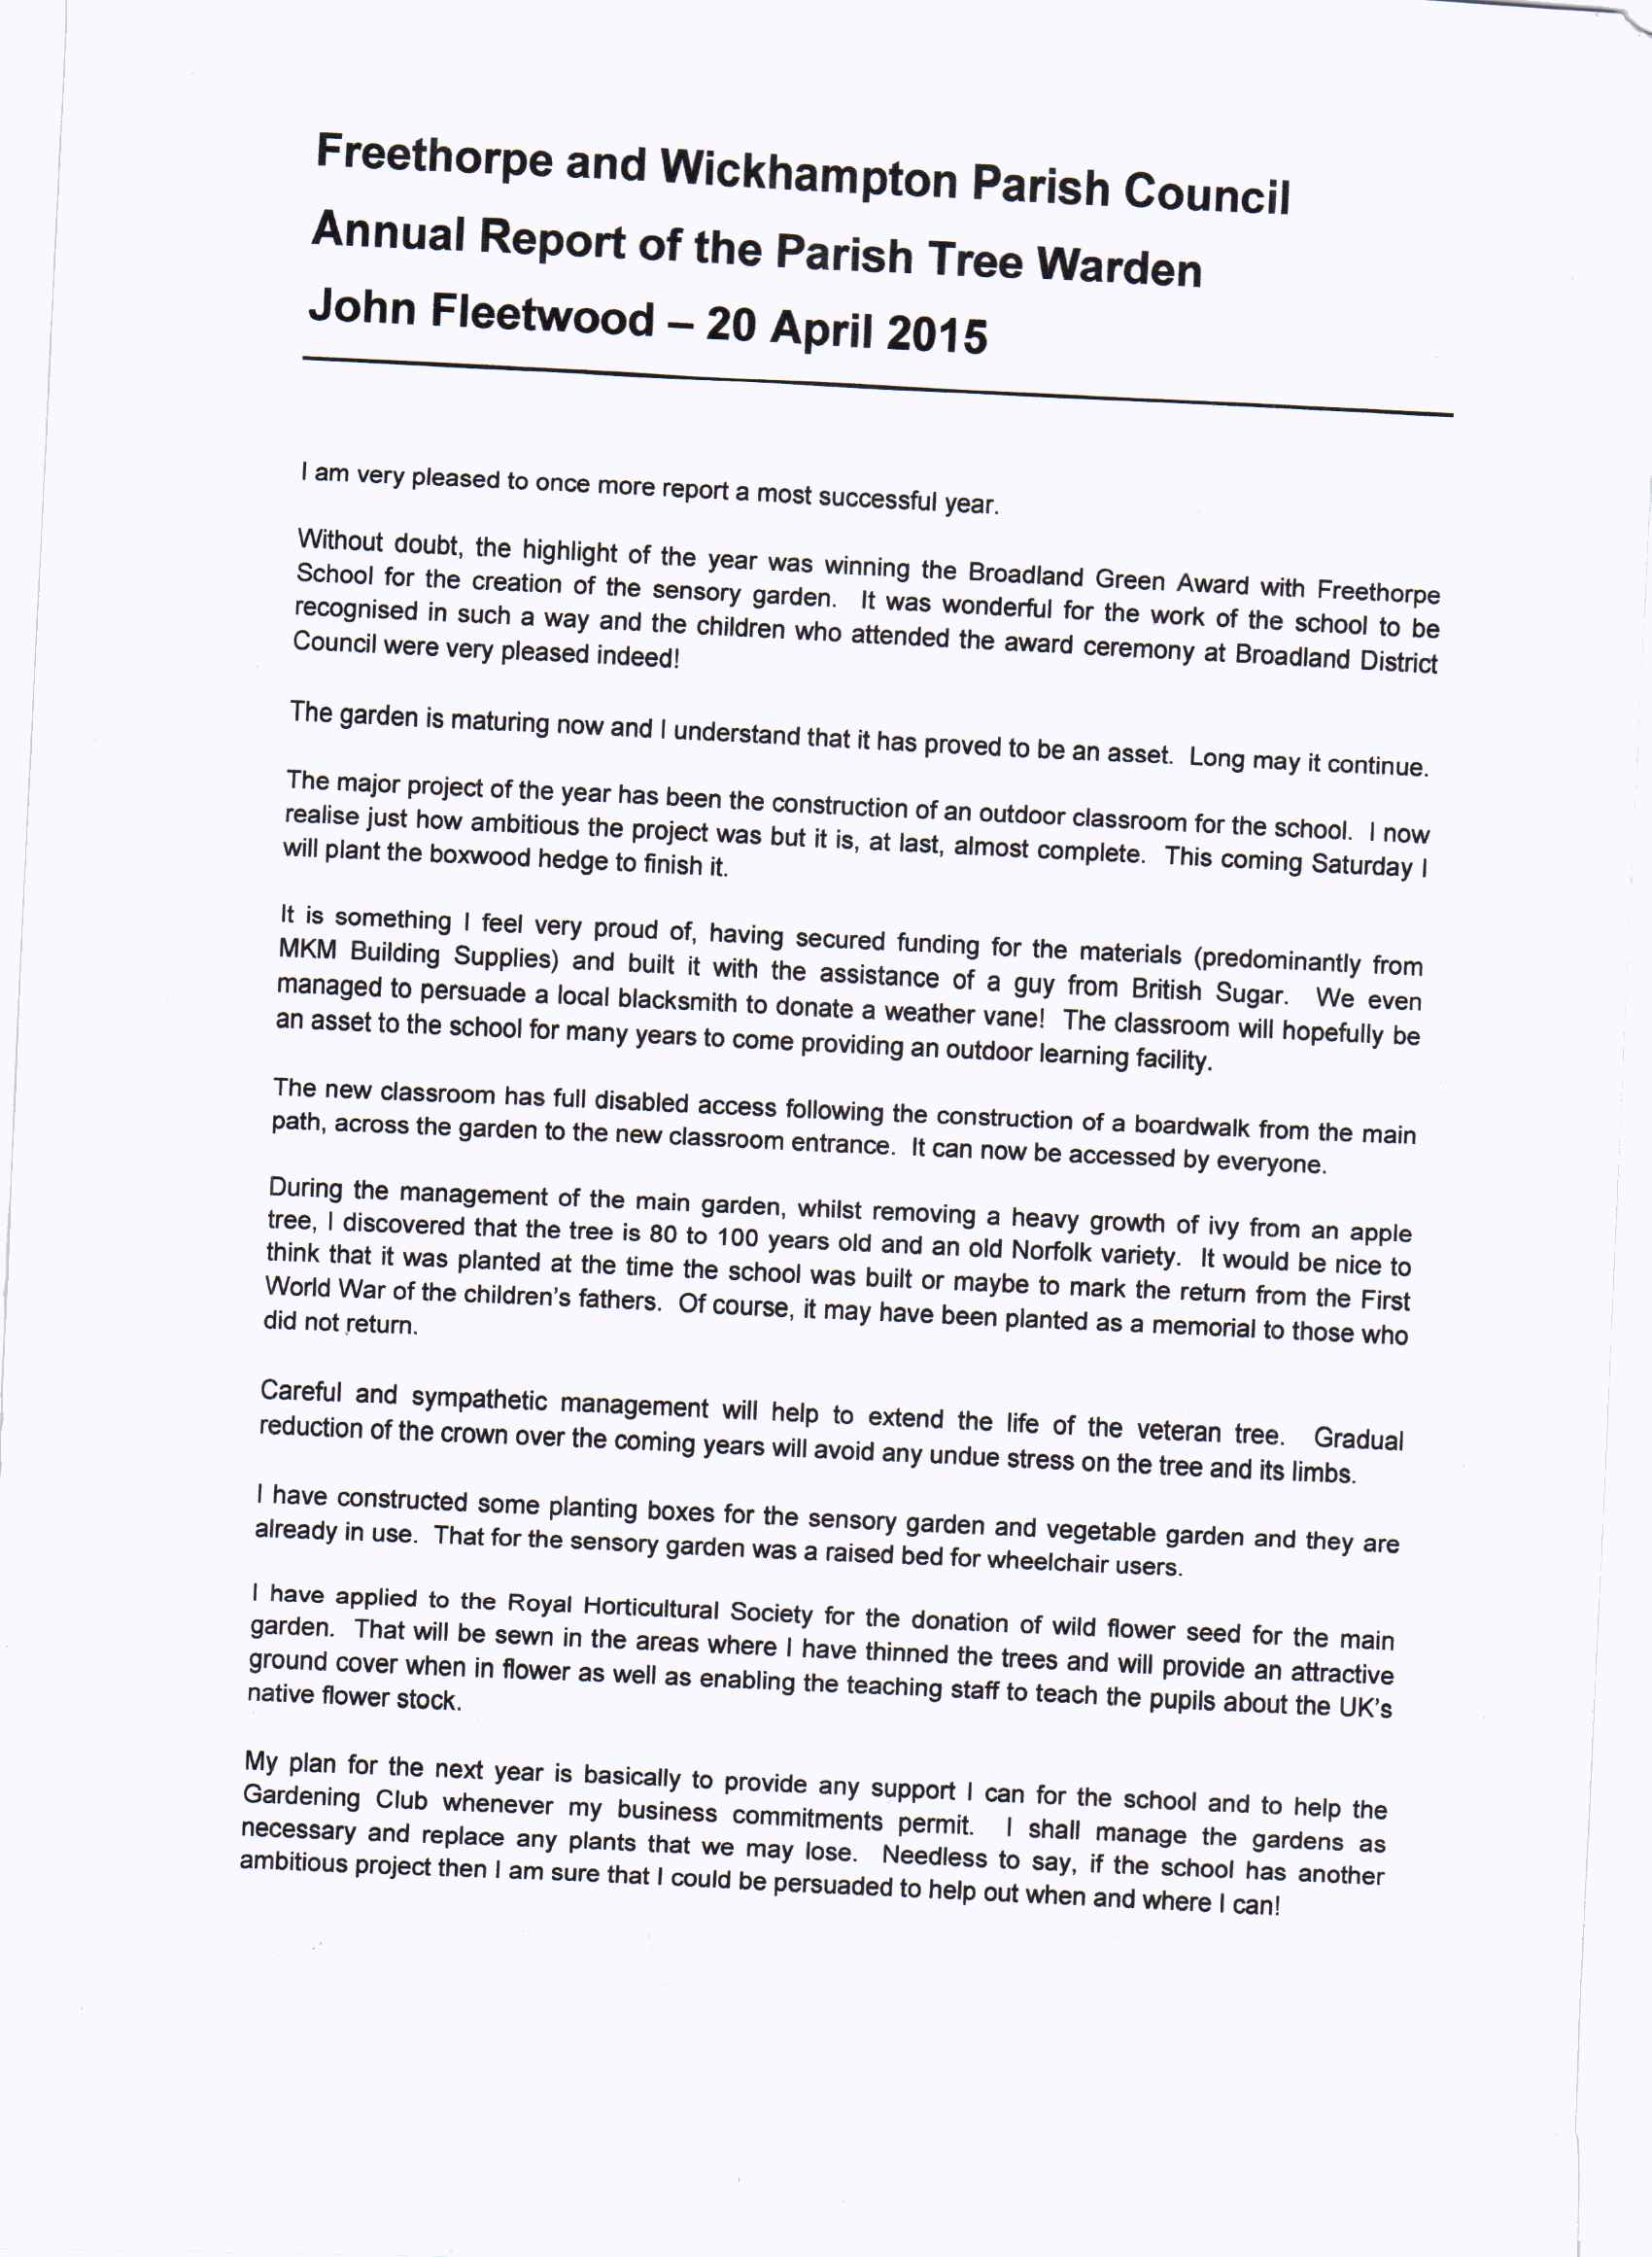 Freethorpe and Wickhampton Parish Council
Annual Report of the Parish Tree Warden
John Fleetwood – 20 April 2015
I am very pleased to once more report a most successful year.
Without doubt, the highlight of the year was winning the Broadland Green Award with Freethorpe
School for the creation of the sensory garden. It was wonderful for the work of the school to be
recognised in such a way and the children who attended the award ceremony at Broadland District
Council were very pleased indeed!
The garden is maturing now and I understand that it has proved to be an asset. Long may it continue.
The major project of the year has been the construction of an outdoor classroom for the school. I now
realise just how ambitious the project was but it is, at last, almost complete. This coming Saturday I
will plant the boxwood hedge to finish it.
It is something I feel very proud of, having secured funding for the materials (predominantly from
MKM Building Supplies) and built it with the assistance of a guy from British Sugar. We even
managed to persuade a local blacksmith to donate a weather vane! The classroom will hopefully be
an asset to the school for many years to come providing an outdoor learning facility.
The new classroom has full disabled access following the construction of a boardwalk from the main
path, across the garden to the new classroom entrance. It can now be accessed by everyone.
During the management of the main garden, whilst removing a heavy growth of ivy from an apple
tree, I discovered that the tree is 80 to 100 years old and an old Norfolk variety. It would be nice to
think that it was planted at the time the school was built or maybe to mark the return from the First
World War of the children's fathers. Of course, it may have been planted as a memorial to those who
did not return.
Careful and sympathetic management will help to extend the life of the veteran tree. Gradual
reduction of the crown over the coming years will avoid any undue stress on the tree and its limbs.
I have constructed some planting boxes for the sensory garden and vegetable garden and they are
already in use. That for the sensory garden was a raised bed for wheelchair users.
I have applied to the Royal Horticultural Society for the donation of wild flower seed for the main
garden. That will be sewn in the areas where I have thinned the trees and will provide an attractive
ground cover when in flower as well as enabling the teaching staff to teach the pupils about the UK's
native flower stock.
My plan for the next year is basically to provide any support I can for the school and to help the
Gardening Club whenever my business commitments permit. I shall manage the gardens as
necessary and replace any plants that we may lose. Needless to say, if the school has another
ambitious project then I am sure that I could be persuaded to help out when and where I can!